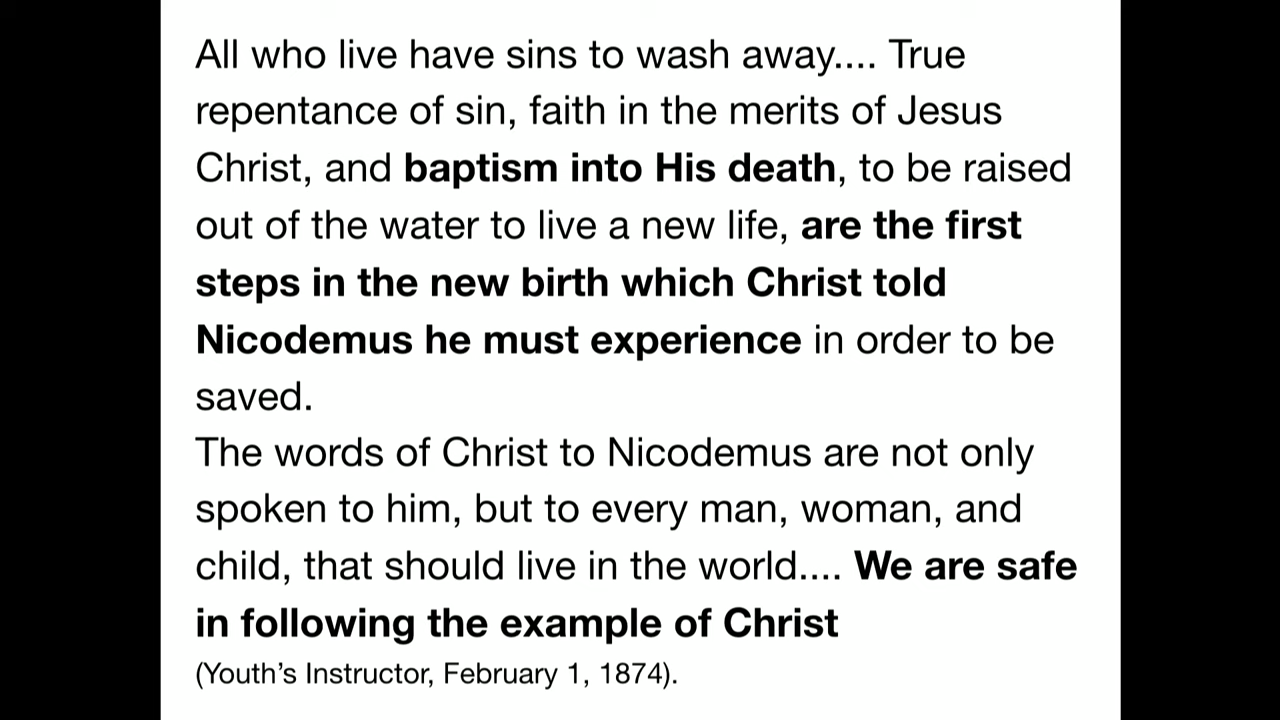 All who live have sins to wash away.... True
repentance of sin, faith in the merits of Jesus
Christ, and baptism into His death, to be raised
out of the water to live a new life, are the first
steps in the new birth which Christ told
Nicodemus he must experience in order to be
saved.
The words of Christ to Nicodemus are not only
spoken to him, but to every man, woman, and
child, that should live in the world.... We are safe
in following the example of Christ
(Youth’s Instructor, February 1, 1874).